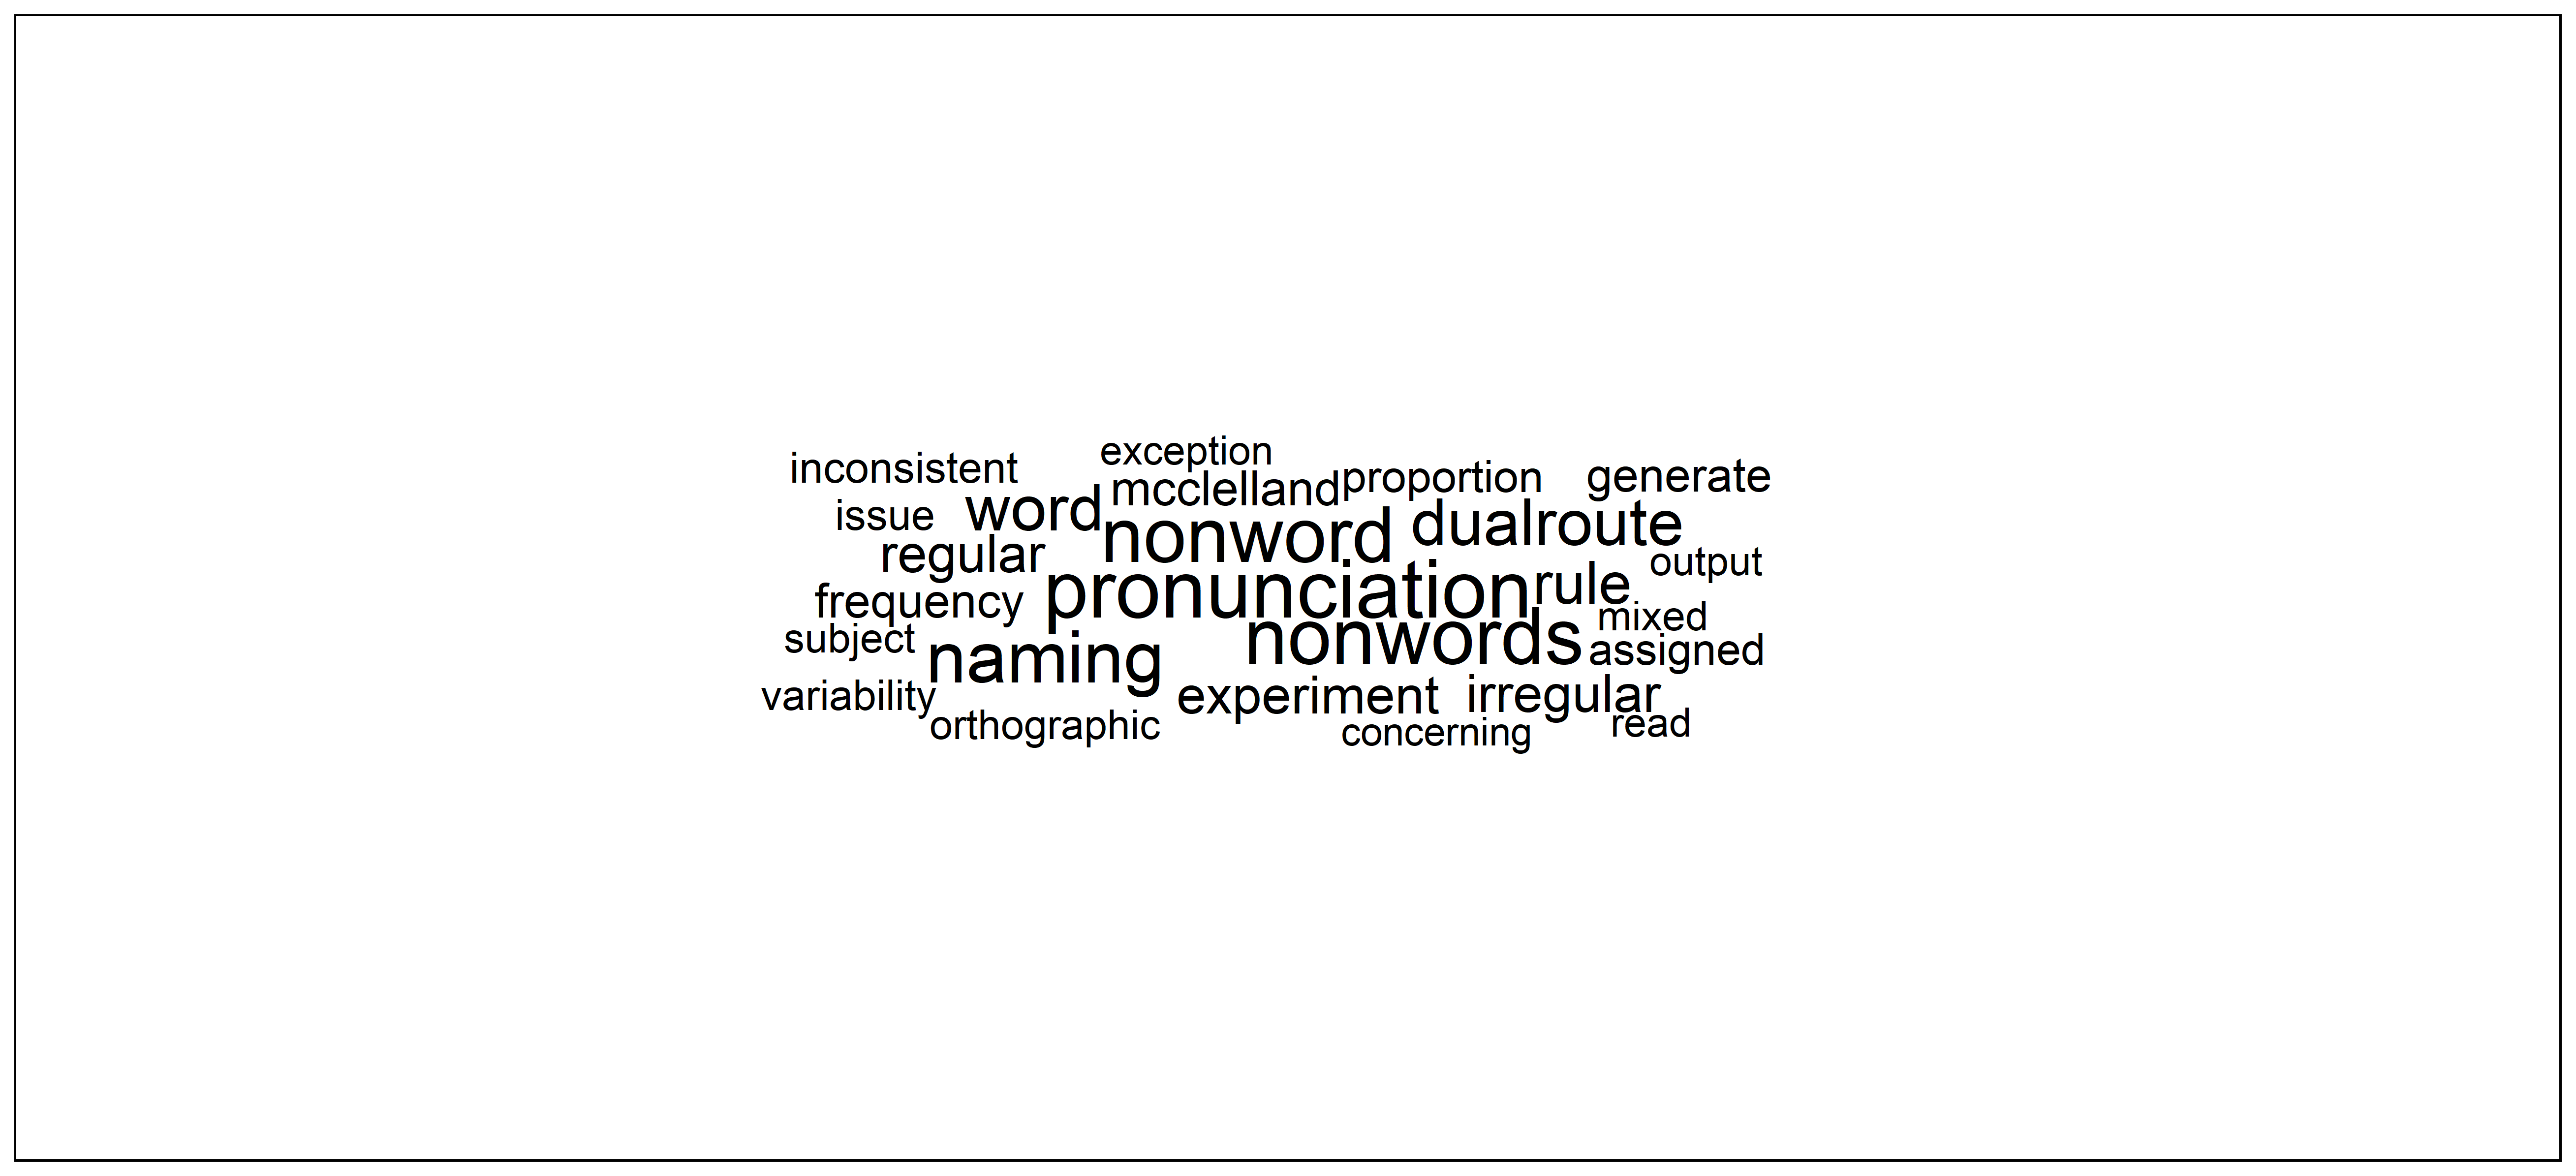 exception
inconsistent
mcclelland proportion generate
issue word nonword dualroute
regular output
frequency pronunciation rule mixed
subject naming nonwords assigned
variability experiment irregular
orthographic concerning read